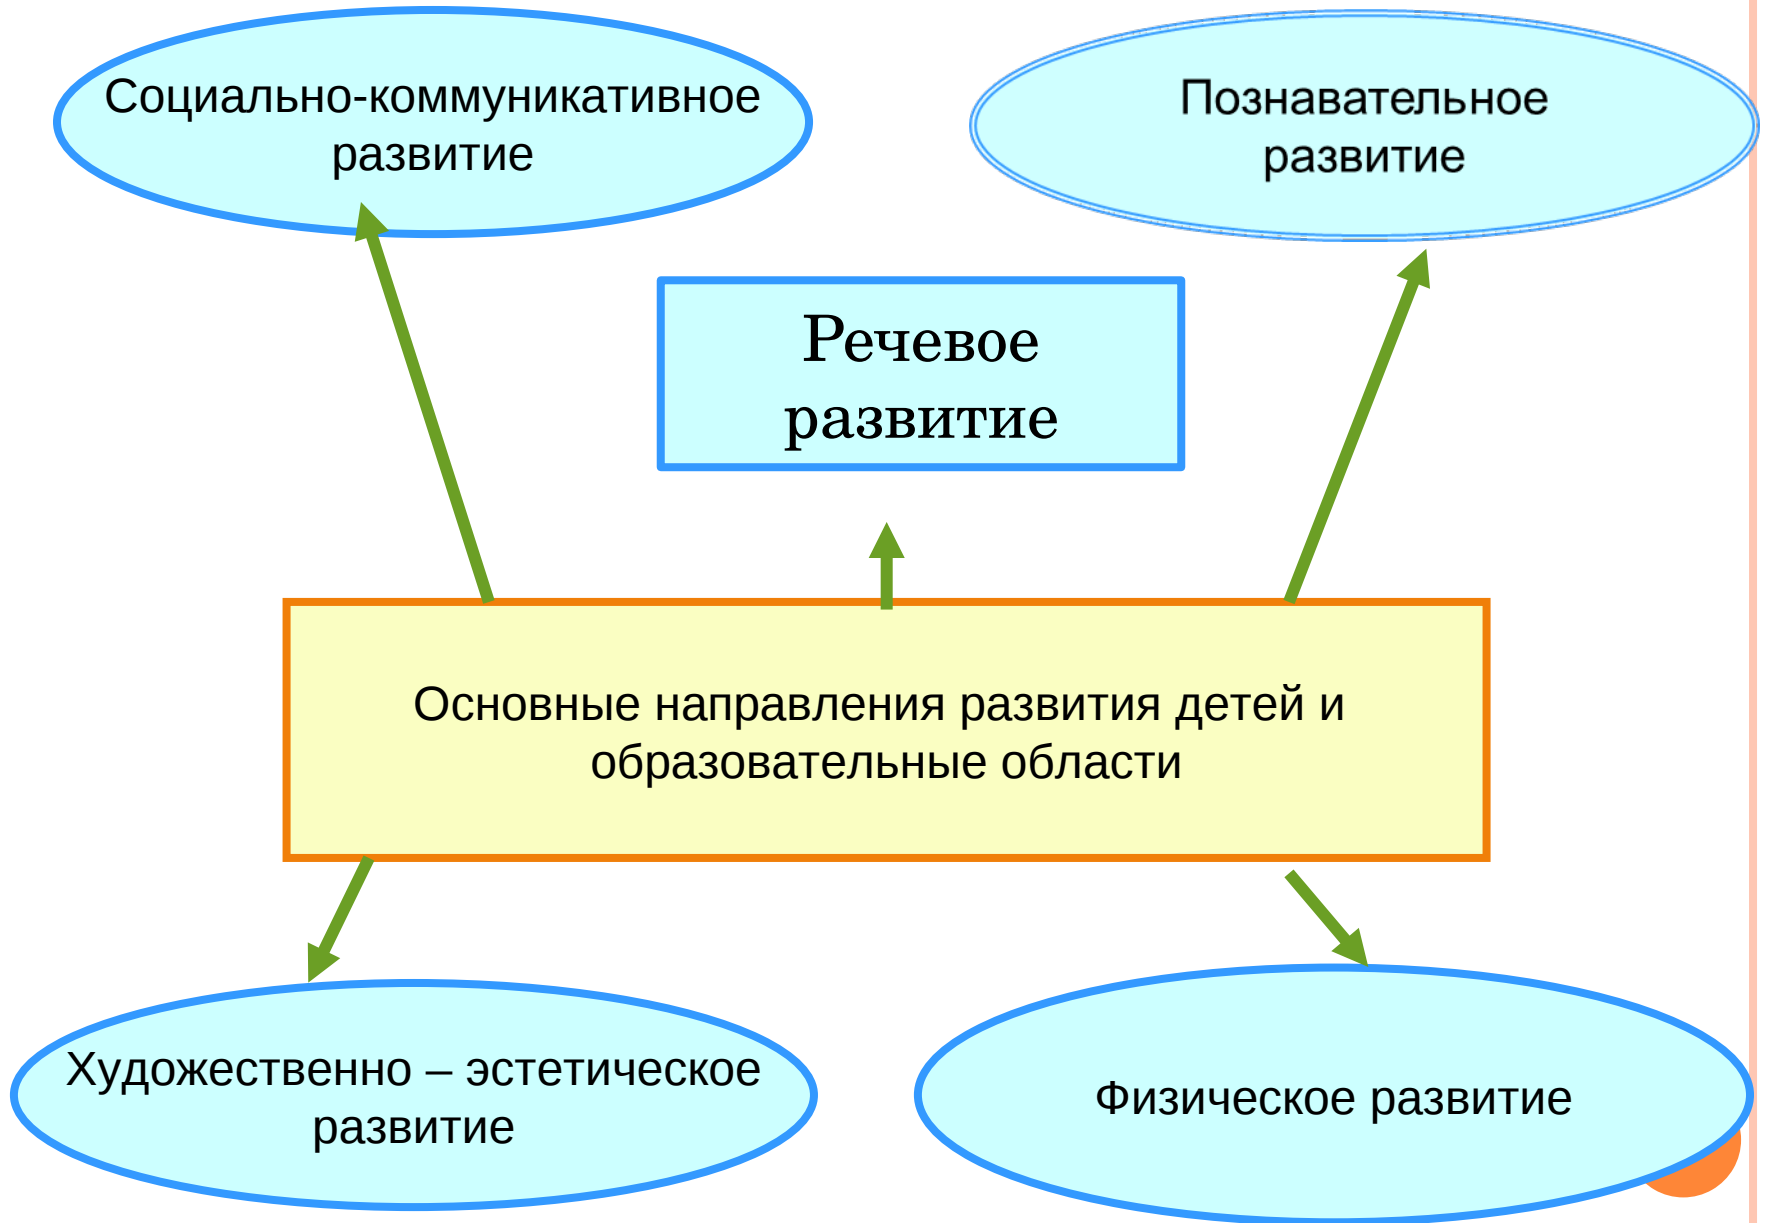 Социально-коммуникативное
развитие
Познавательное
развитие
Речевое
развитие
Основные направления развития детей и
образовательные области
Художественно – эстетическое
развитие
Физическое развитие